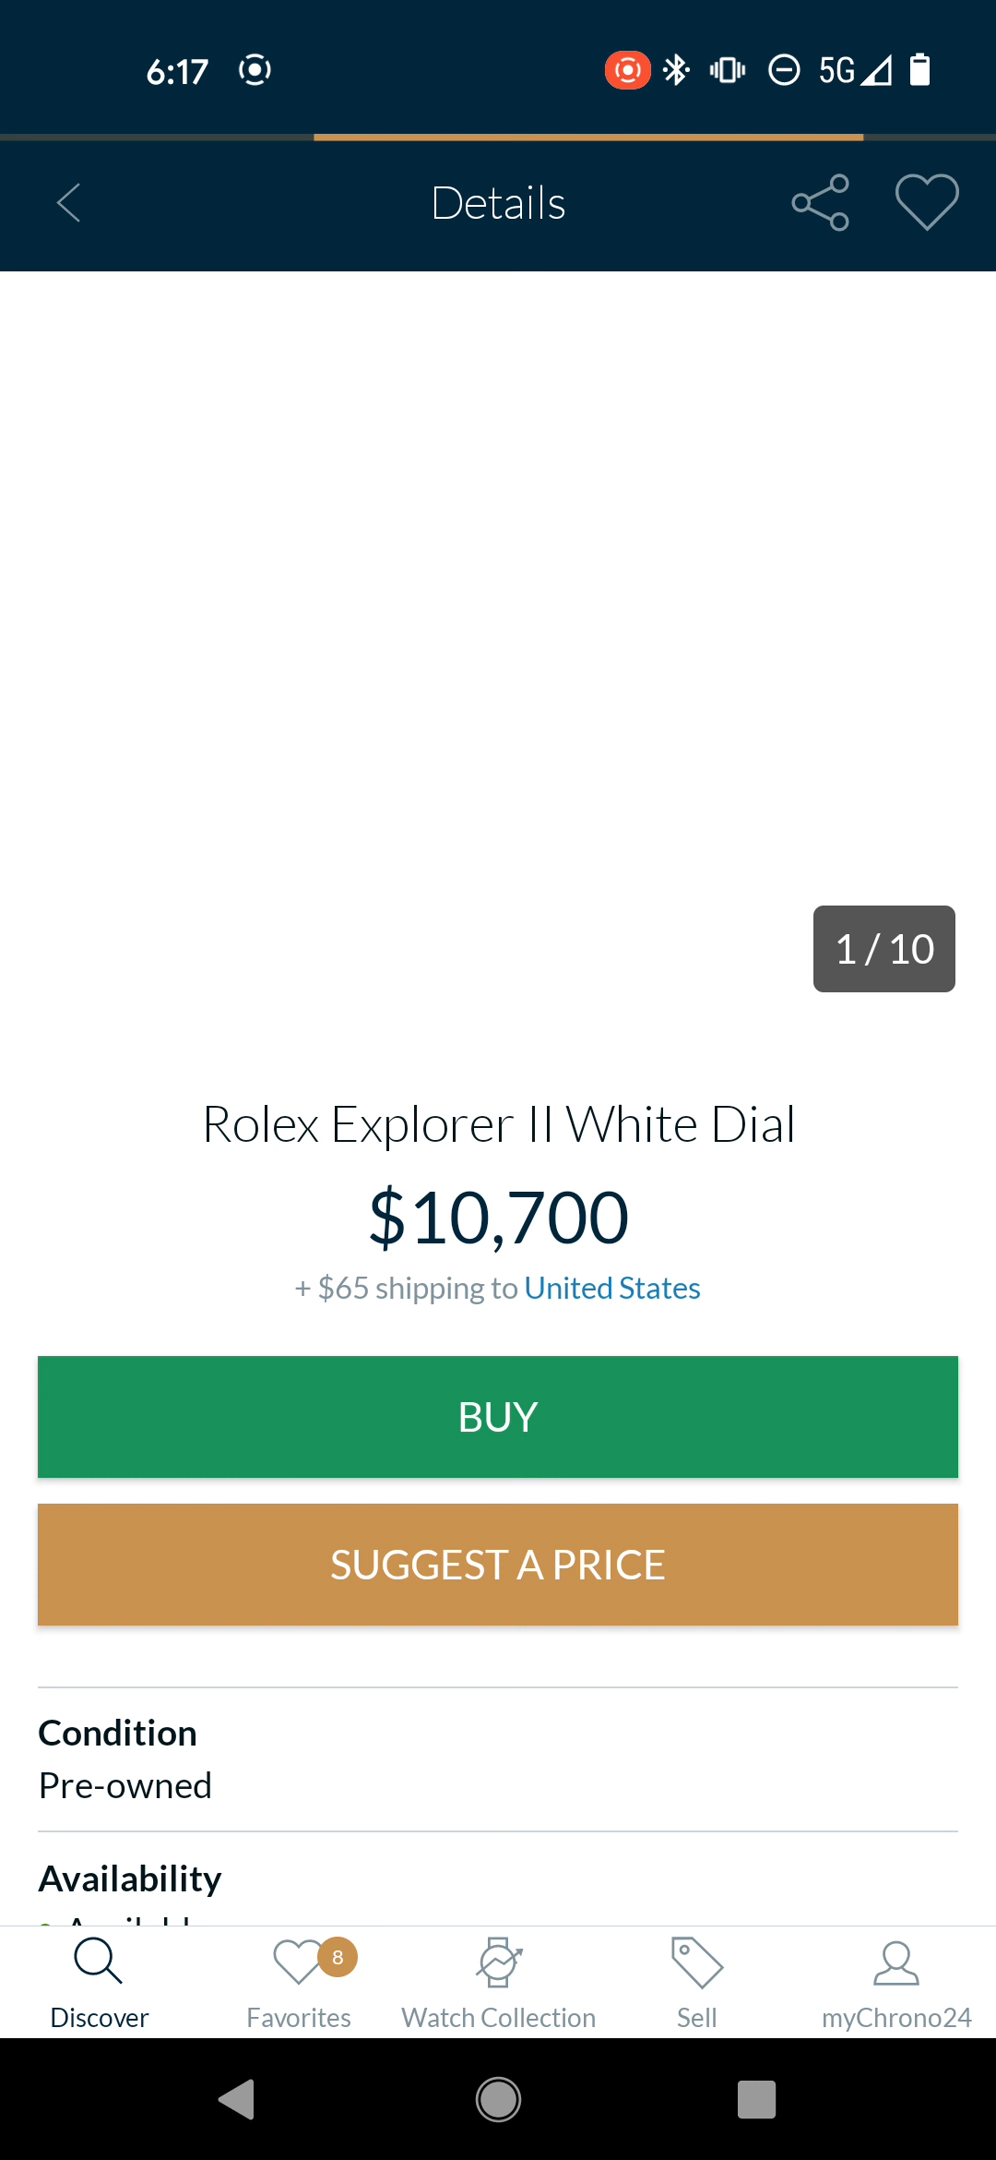 6:17
5G
Details
1 / 10
Rolex Explorer II White Dial
$10,700
+ $65 shipping to United States
BUY
SUGGEST A PRICE
Condition
Pre-owned
Availability
8
Discover
Favorites
Watch Collection
Sell
myChrono24